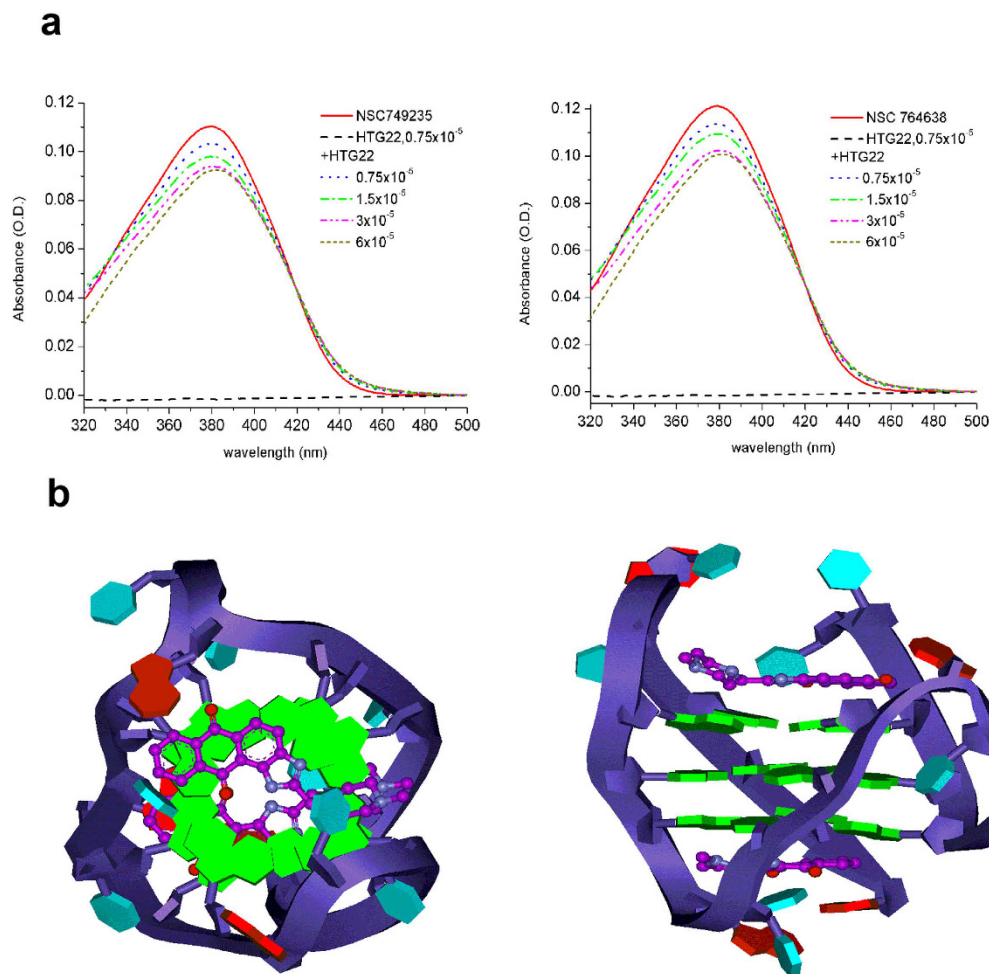 a
NSC749235
HTG22,0.75x10⁻⁵
+HTG22
0.75x10⁻⁵
1.5x10⁻⁵
3x10⁻⁵
6x10⁻⁵
0.12
0.10
0.08
0.06
0.04
0.02
0.00
Absorbance (O.D.)
320 340 360 380 400 420 440 460 480 500
wavelength (nm)
NSC 764638
HTG22,0.75x10⁻⁵
+HTG22
0.75x10⁻⁵
1.5x10⁻⁵
3x10⁻⁵
6x10⁻⁵
0.12
0.10
0.08
0.06
0.04
0.02
0.00
Absorbance (O.D.)
320 340 360 380 400 420 440 460 480 500
wavelength (nm)
b